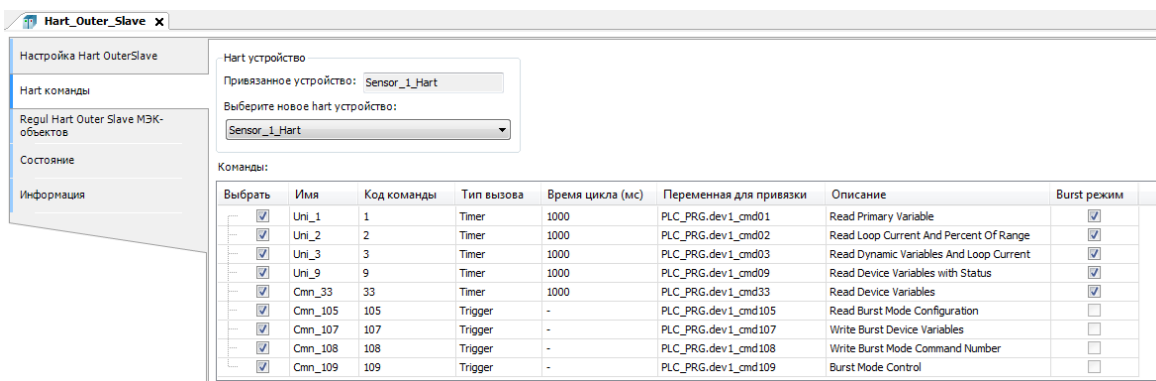 Hart_Outer_Slave X
Настройка Hart OuterSlave
Hart команды
Regul Hart Outer Slave МЭК-
объектов
Состояние
Информация
Hart устройство
Привязанное устройство: Sensor_1_Hart
Выберите новое hart устройство:
Sensor_1_Hart
Команды:
Выбрать Имя Код команды Тип вызова Время цикла (мс) Переменная для привязки Описание Burst режим
Uni_1 1 Timer 1000 PLC_PRG.dev1_cmd01 Read Primary Variable
Uni_2 2 Timer 1000 PLC_PRG.dev1_cmd02 Read Loop Current And Percent Of Range
Uni_3 3 Timer 1000 PLC_PRG.dev1_cmd03 Read Dynamic Variables And Loop Current
Uni_9 9 Timer 1000 PLC_PRG.dev1_cmd09 Read Device Variables with Status
Cmn_33 33 Timer 1000 PLC_PRG.dev1_cmd33 Read Device Variables
Cmn_105 105 Trigger - PLC_PRG.dev1_cmd105 Read Burst Mode Configuration
Cmn_107 107 Trigger - PLC_PRG.dev1_cmd107 Write Burst Device Variables
Cmn_108 108 Trigger - PLC_PRG.dev1_cmd108 Write Burst Mode Command Number
Cmn_109 109 Trigger - PLC_PRG.dev1_cmd109 Burst Mode Control